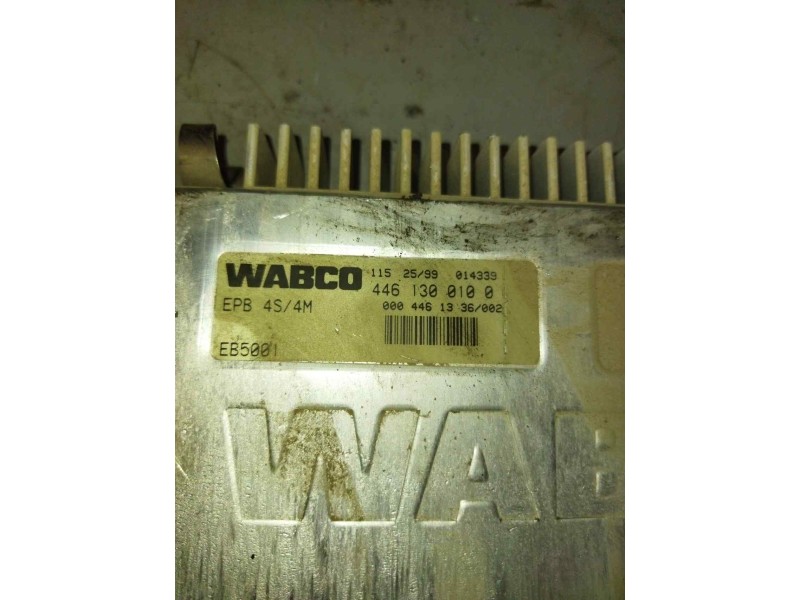 WABCO 115 25/99 014339
446 130 010 0
EPB 4S/4M 000 446 13 36/002
EB5001
WAB